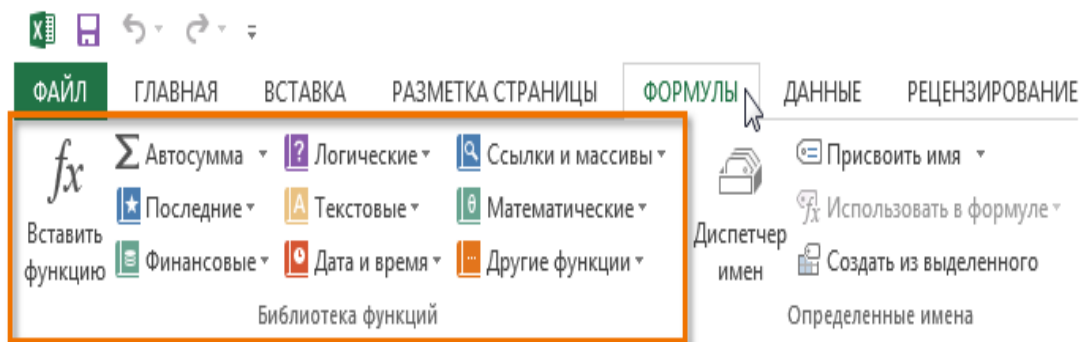 ФАЙЛ ГЛАВНАЯ ВСТАВКА РАЗМЕТКА СТРАНИЦЫ ФОРМУЛЫ ДАННЫЕ РЕЦЕНЗИРОВАНИЕ
fx Вставить функцию
Σ Автосумма
Последние
Финансовые
Логические
Текстовые
Дата и время
Ссылки и массивы
Математические
Другие функции
Библиотека функций
Диспетчер имен
Присвоить имя
Использовать в формуле
Создать из выделенного
Определенные имена